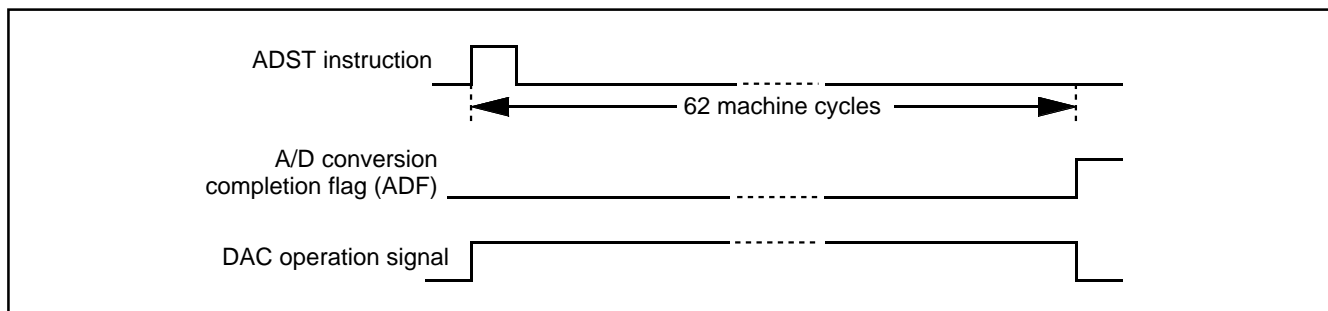 ADST instruction
62 machine cycles
A/D conversion
completion flag (ADF)
DAC operation signal